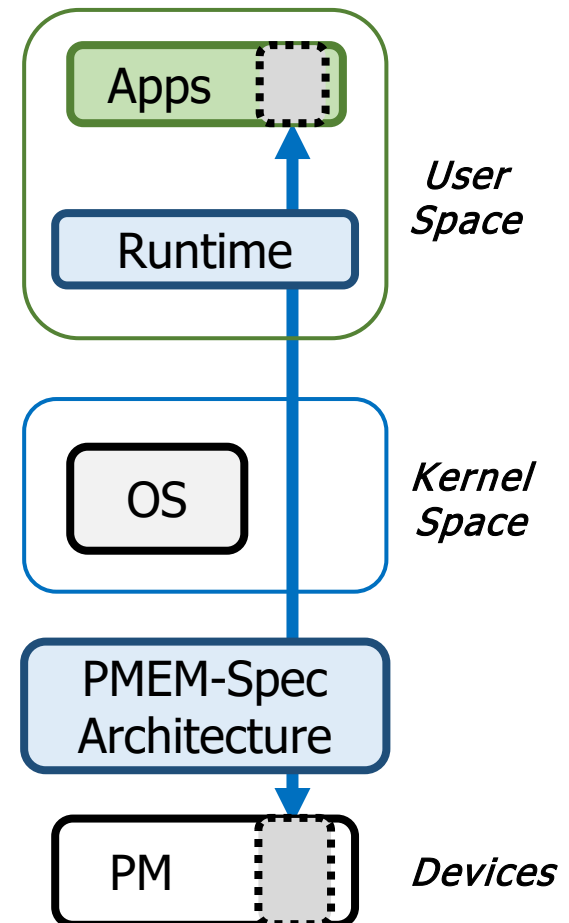 Apps
User
Space
Runtime
Kernel
Space
OS
PMEM-Spec
Architecture
PM
Devices